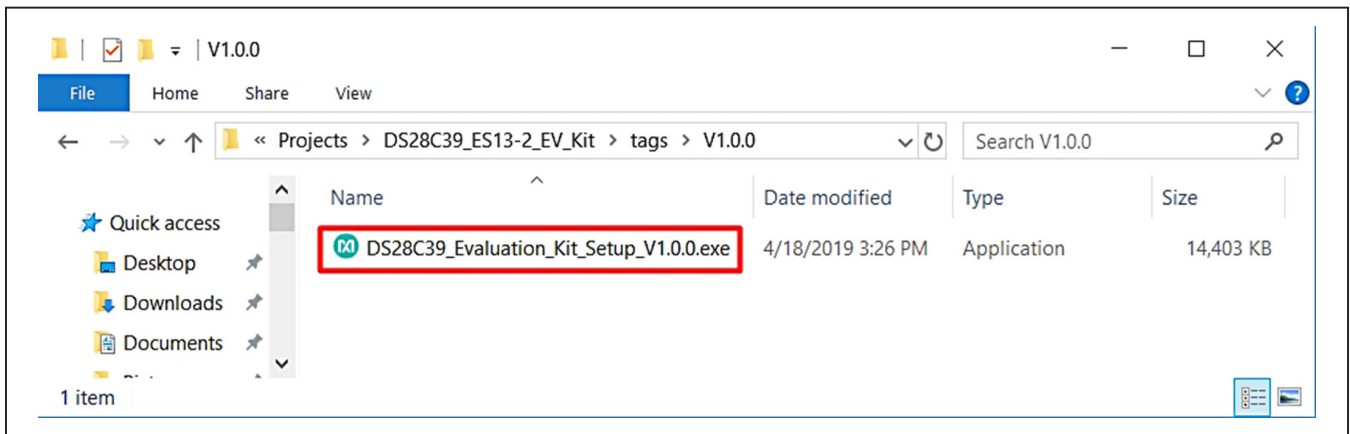 V1.0.0
File Home Share View
« Projects > DS28C39_ES13-2_EV_Kit > tags > V1.0.0
Search V1.0.0
Name Date modified Type Size
Quick access
DS28C39_Evaluation_Kit_Setup_V1.0.0.exe 4/18/2019 3:26 PM Application 14,403 KB
Desktop
Downloads
Documents
1 item